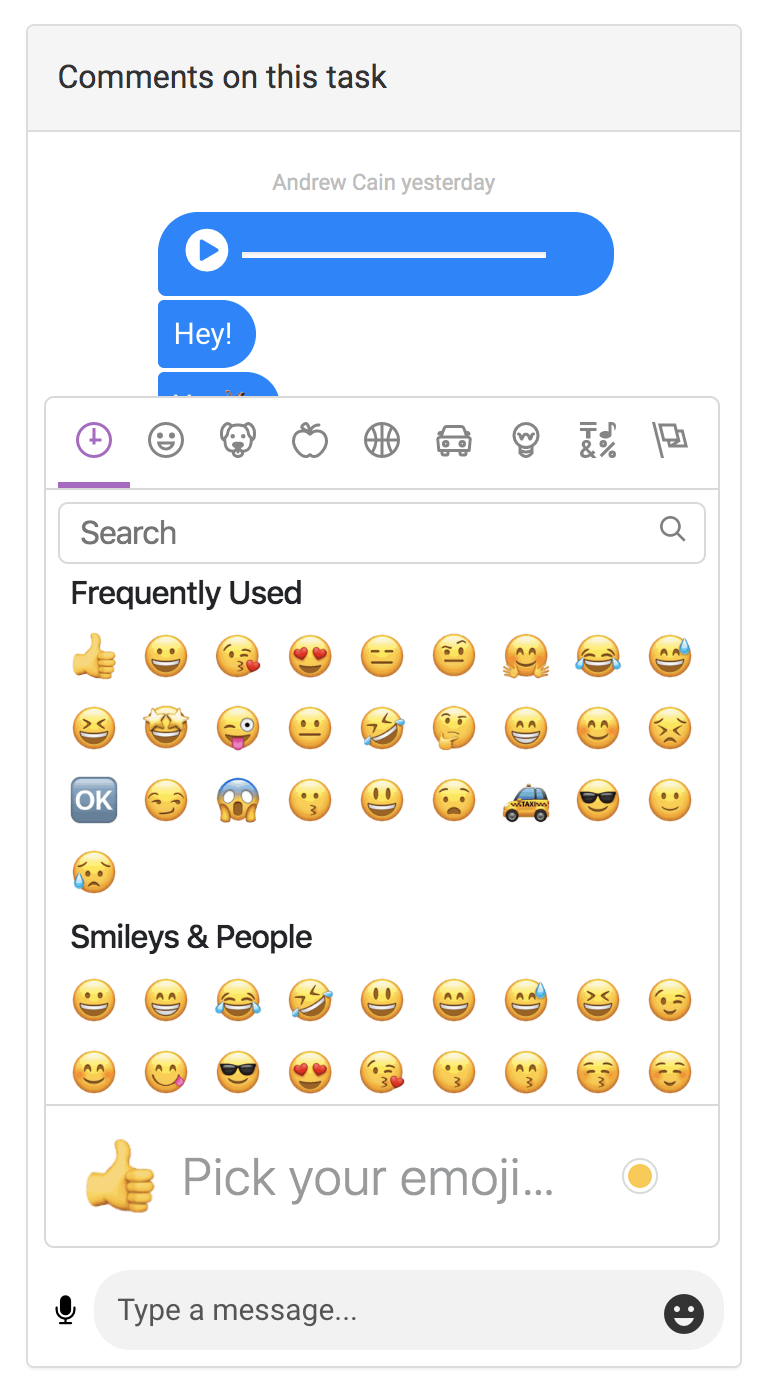 Comments on this task
Andrew Cain yesterday
Hey!
Search
Frequently Used
OK
TAXI
Smileys & People
Pick your emoji...
Type a message...